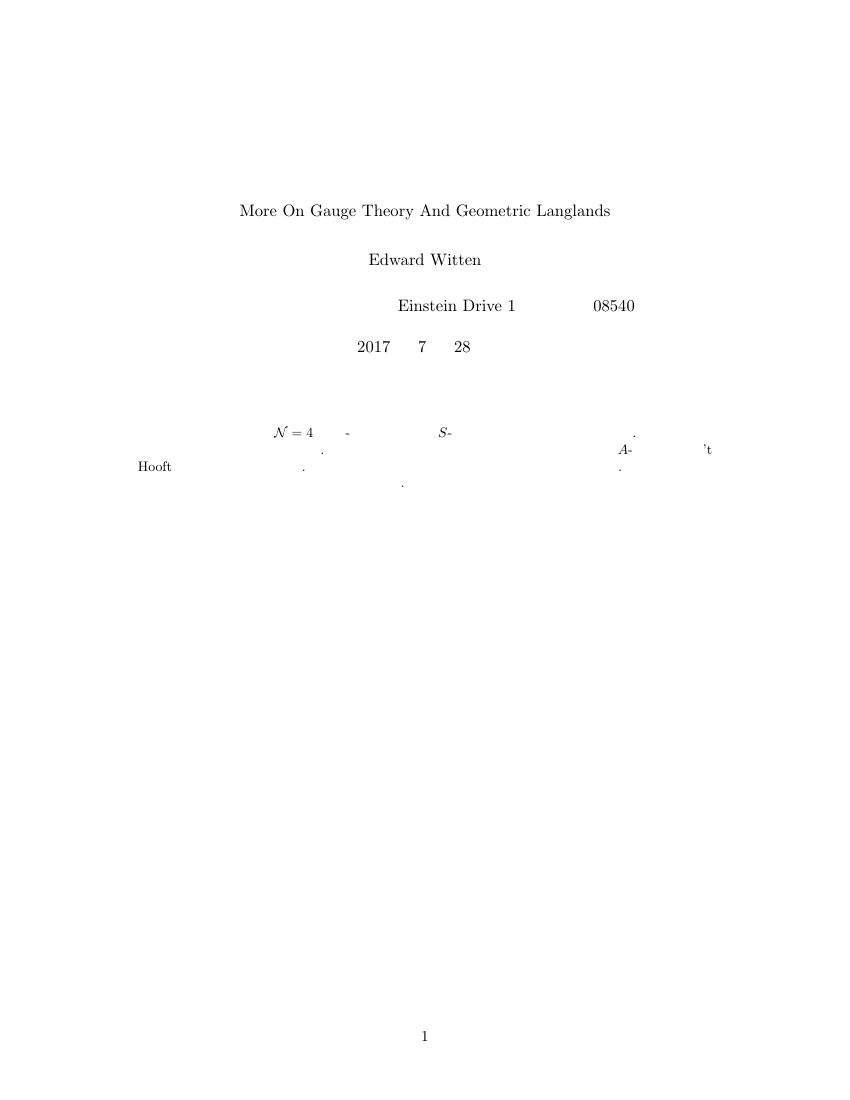 More On Gauge Theory And Geometric Langlands
Edward Witten
Einstein Drive 1 08540
2017 7 28
𝒩 = 4 - S- .
. A- 't
Hooft . .
.
1